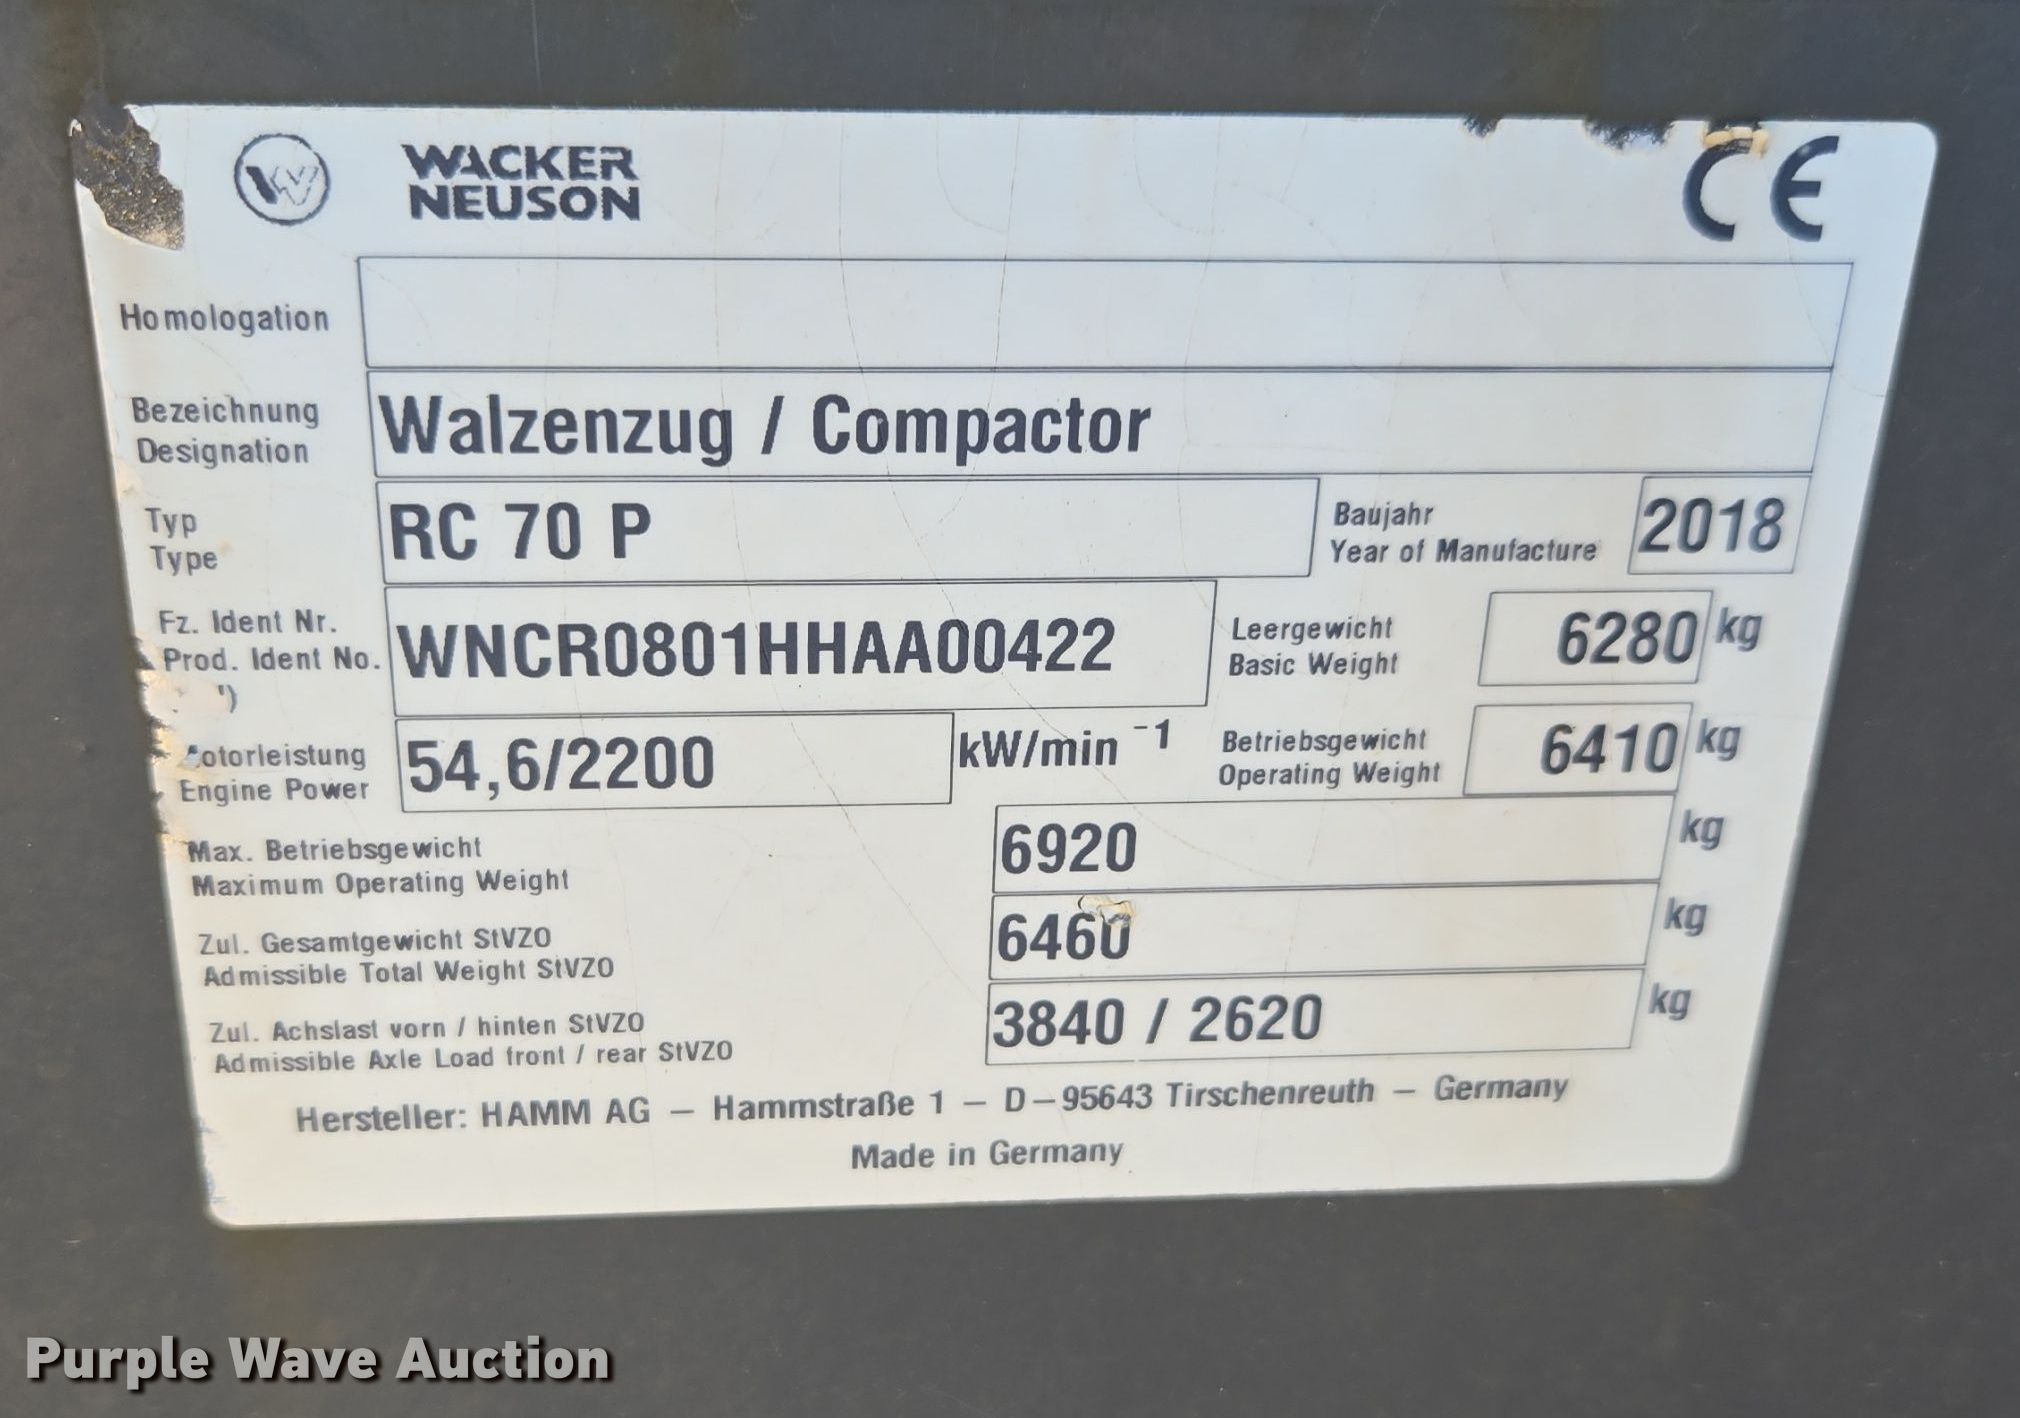 WACKER
NEUSON
CE
Homologation
Bezeichnung
Designation
Walzenzug / Compactor
Typ
Type
RC 70 P
Baujahr
Year of Manufacture
2018
Fz. Ident Nr.
Prod. Ident No.
WNCR0801HHAA00422
Leergewicht
Basic Weight
6280 kg
otorleistung
Engine Power
54,6/2200 kW/min -1
Betriebsgewicht
Operating Weight
6410 kg
Max. Betriebsgewicht
Maximum Operating Weight
6920 kg
Zul. Gesamtgewicht StVZO
Admissible Total Weight StVZO
6460 kg
Zul. Achslast vorn / hinten StVZO
Admissible Axle Load front / rear StVZO
3840 / 2620 kg
Hersteller: HAMM AG – Hammstraße 1 – D–95643 Tirschenreuth – Germany
Made in Germany
Purple Wave Auction